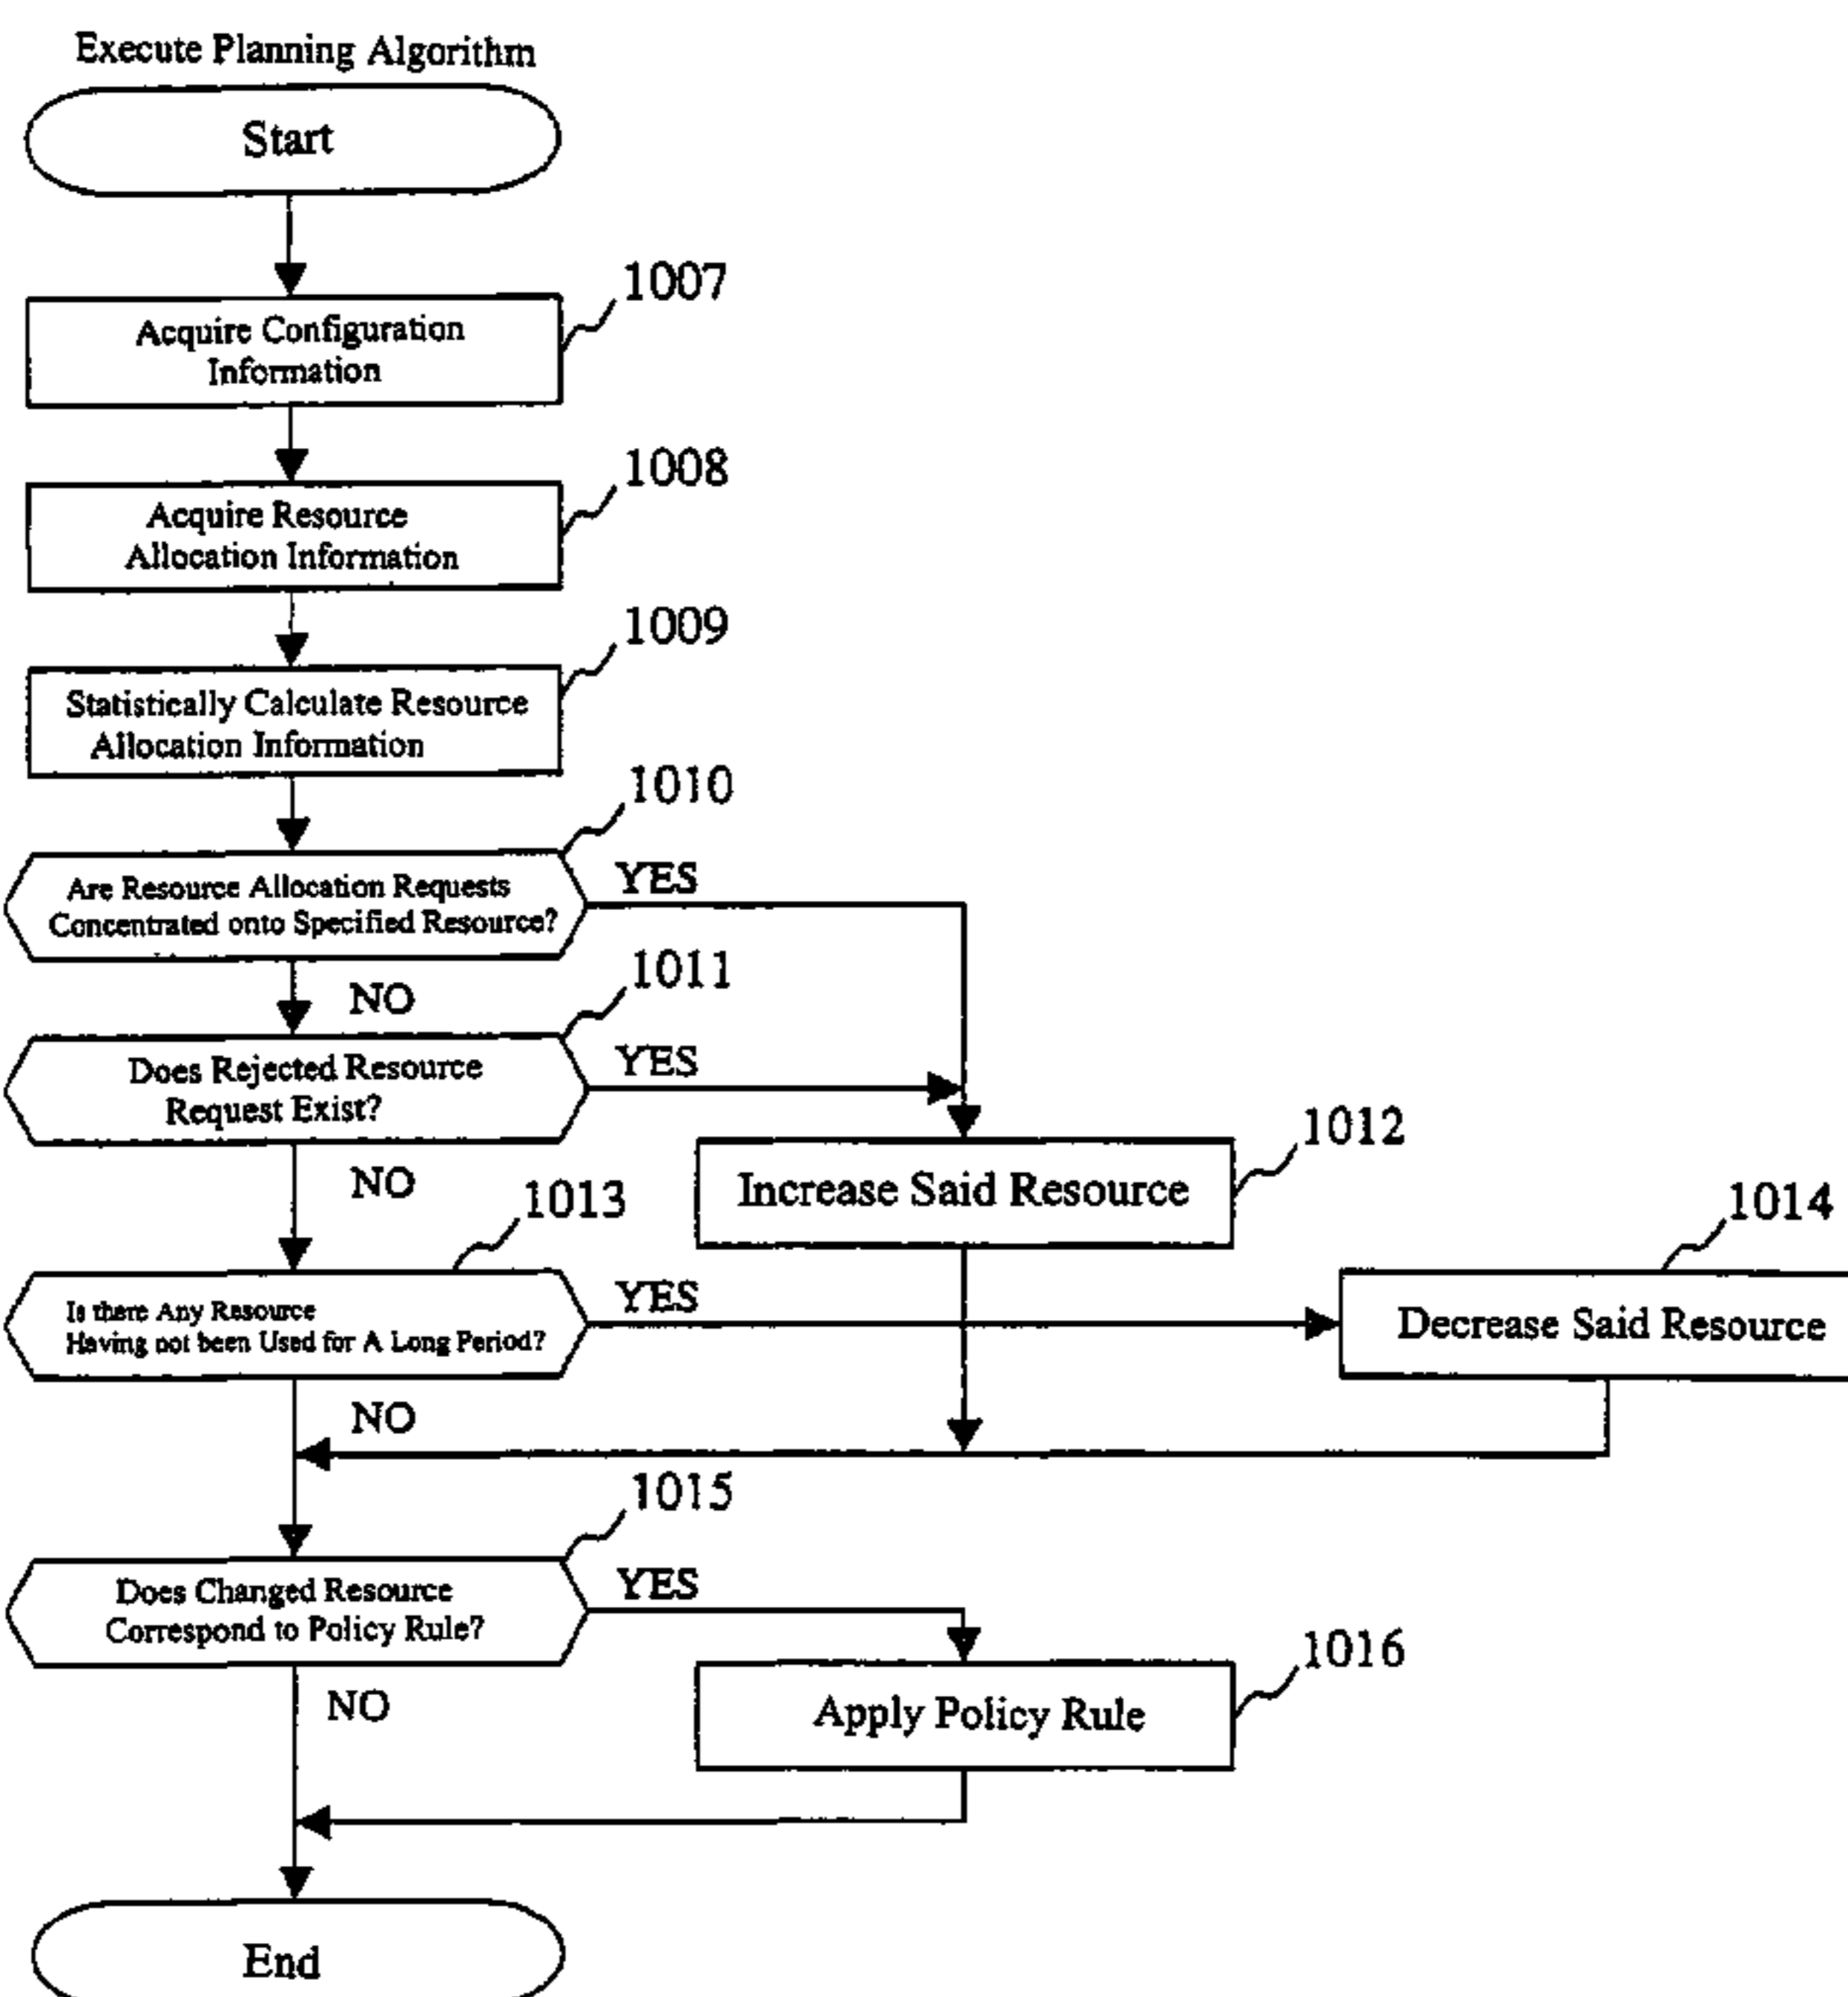 Execute Planning Algorithm
Start
1007
Acquire Configuration
Information
1008
Acquire Resource
Allocation Information
1009
Statistically Calculate Resource
Allocation Information
1010
Are Resource Allocation Requests
Concentrated onto Specified Resource?
YES
NO
1011
Does Rejected Resource
Request Exist?
YES
NO
1012
Increase Said Resource
1013
Is there Any Resource
Having not been Used for A Long Period?
YES
NO
1014
Decrease Said Resource
1015
Does Changed Resource
Correspond to Policy Rule?
YES
NO
1016
Apply Policy Rule
End